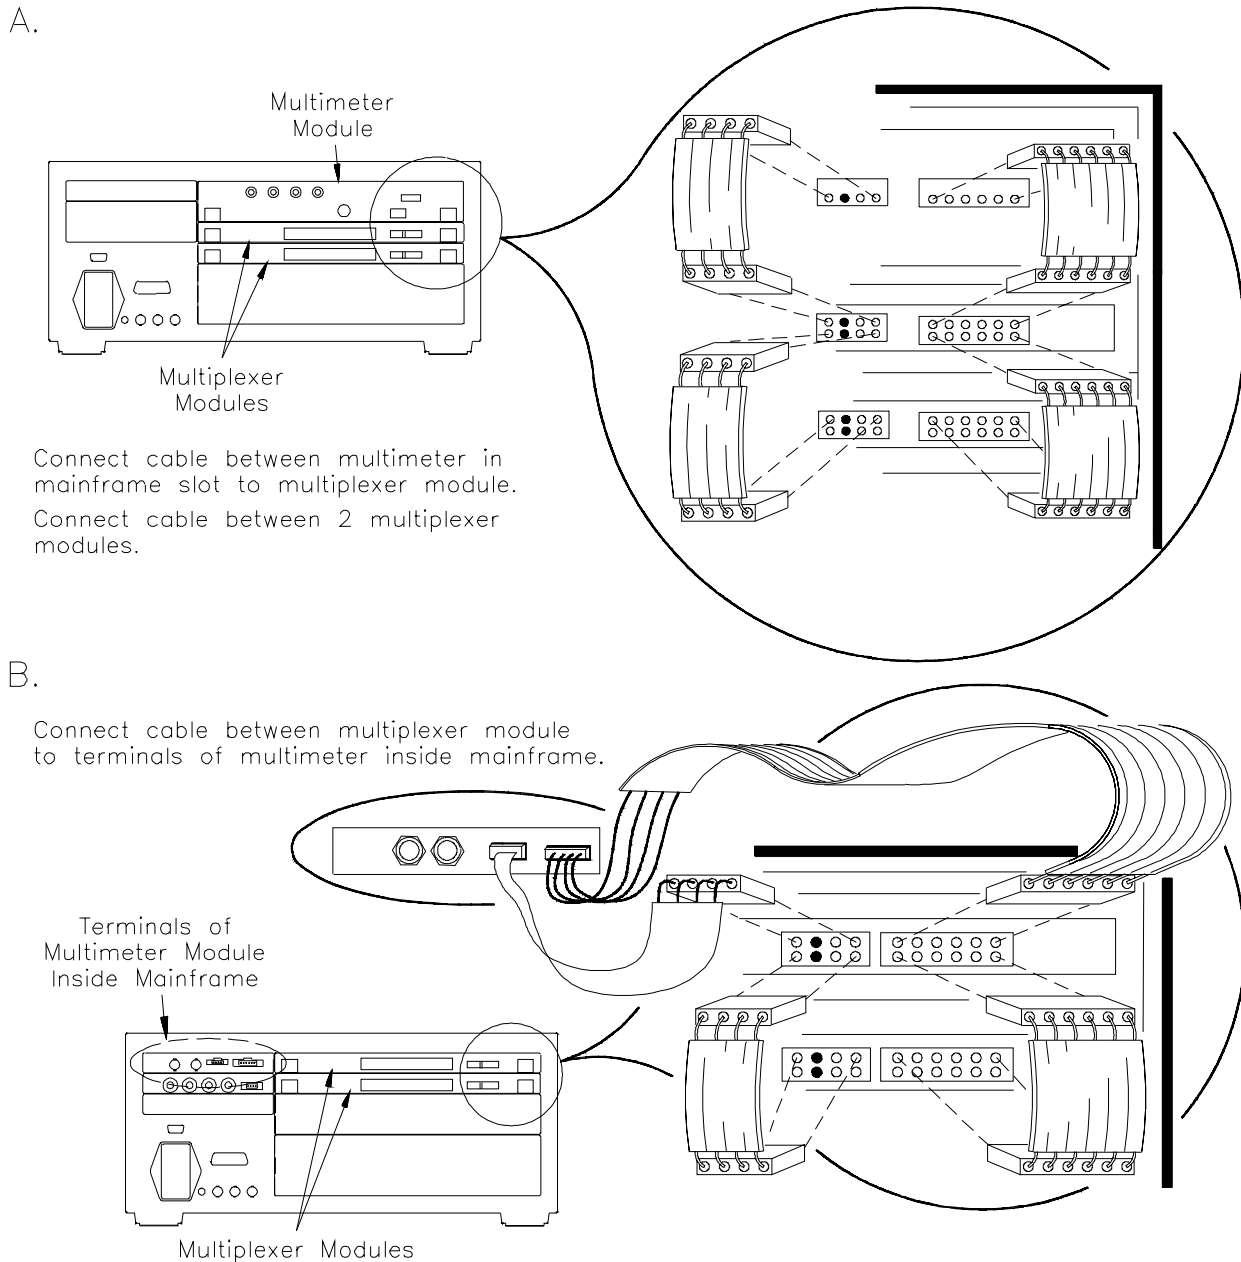 A.
Multimeter
Module
Multiplexer
Modules
Connect cable between multimeter in
mainframe slot to multiplexer module.
Connect cable between 2 multiplexer
modules.
B.
Connect cable between multiplexer module
to terminals of multimeter inside mainframe.
Terminals of
Multimeter Module
Inside Mainframe
Multiplexer Modules